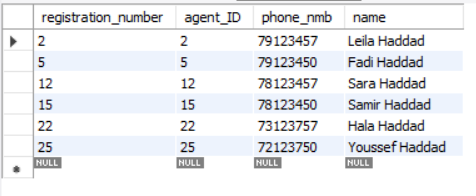 registration_number agent_ID phone_nmb name
2 2 79123457 Leila Haddad
5 5 79123450 Fadi Haddad
12 12 78123457 Sara Haddad
15 15 78123450 Samir Haddad
22 22 73123757 Hala Haddad
25 25 72123750 Youssef Haddad
NULL NULL NULL NULL